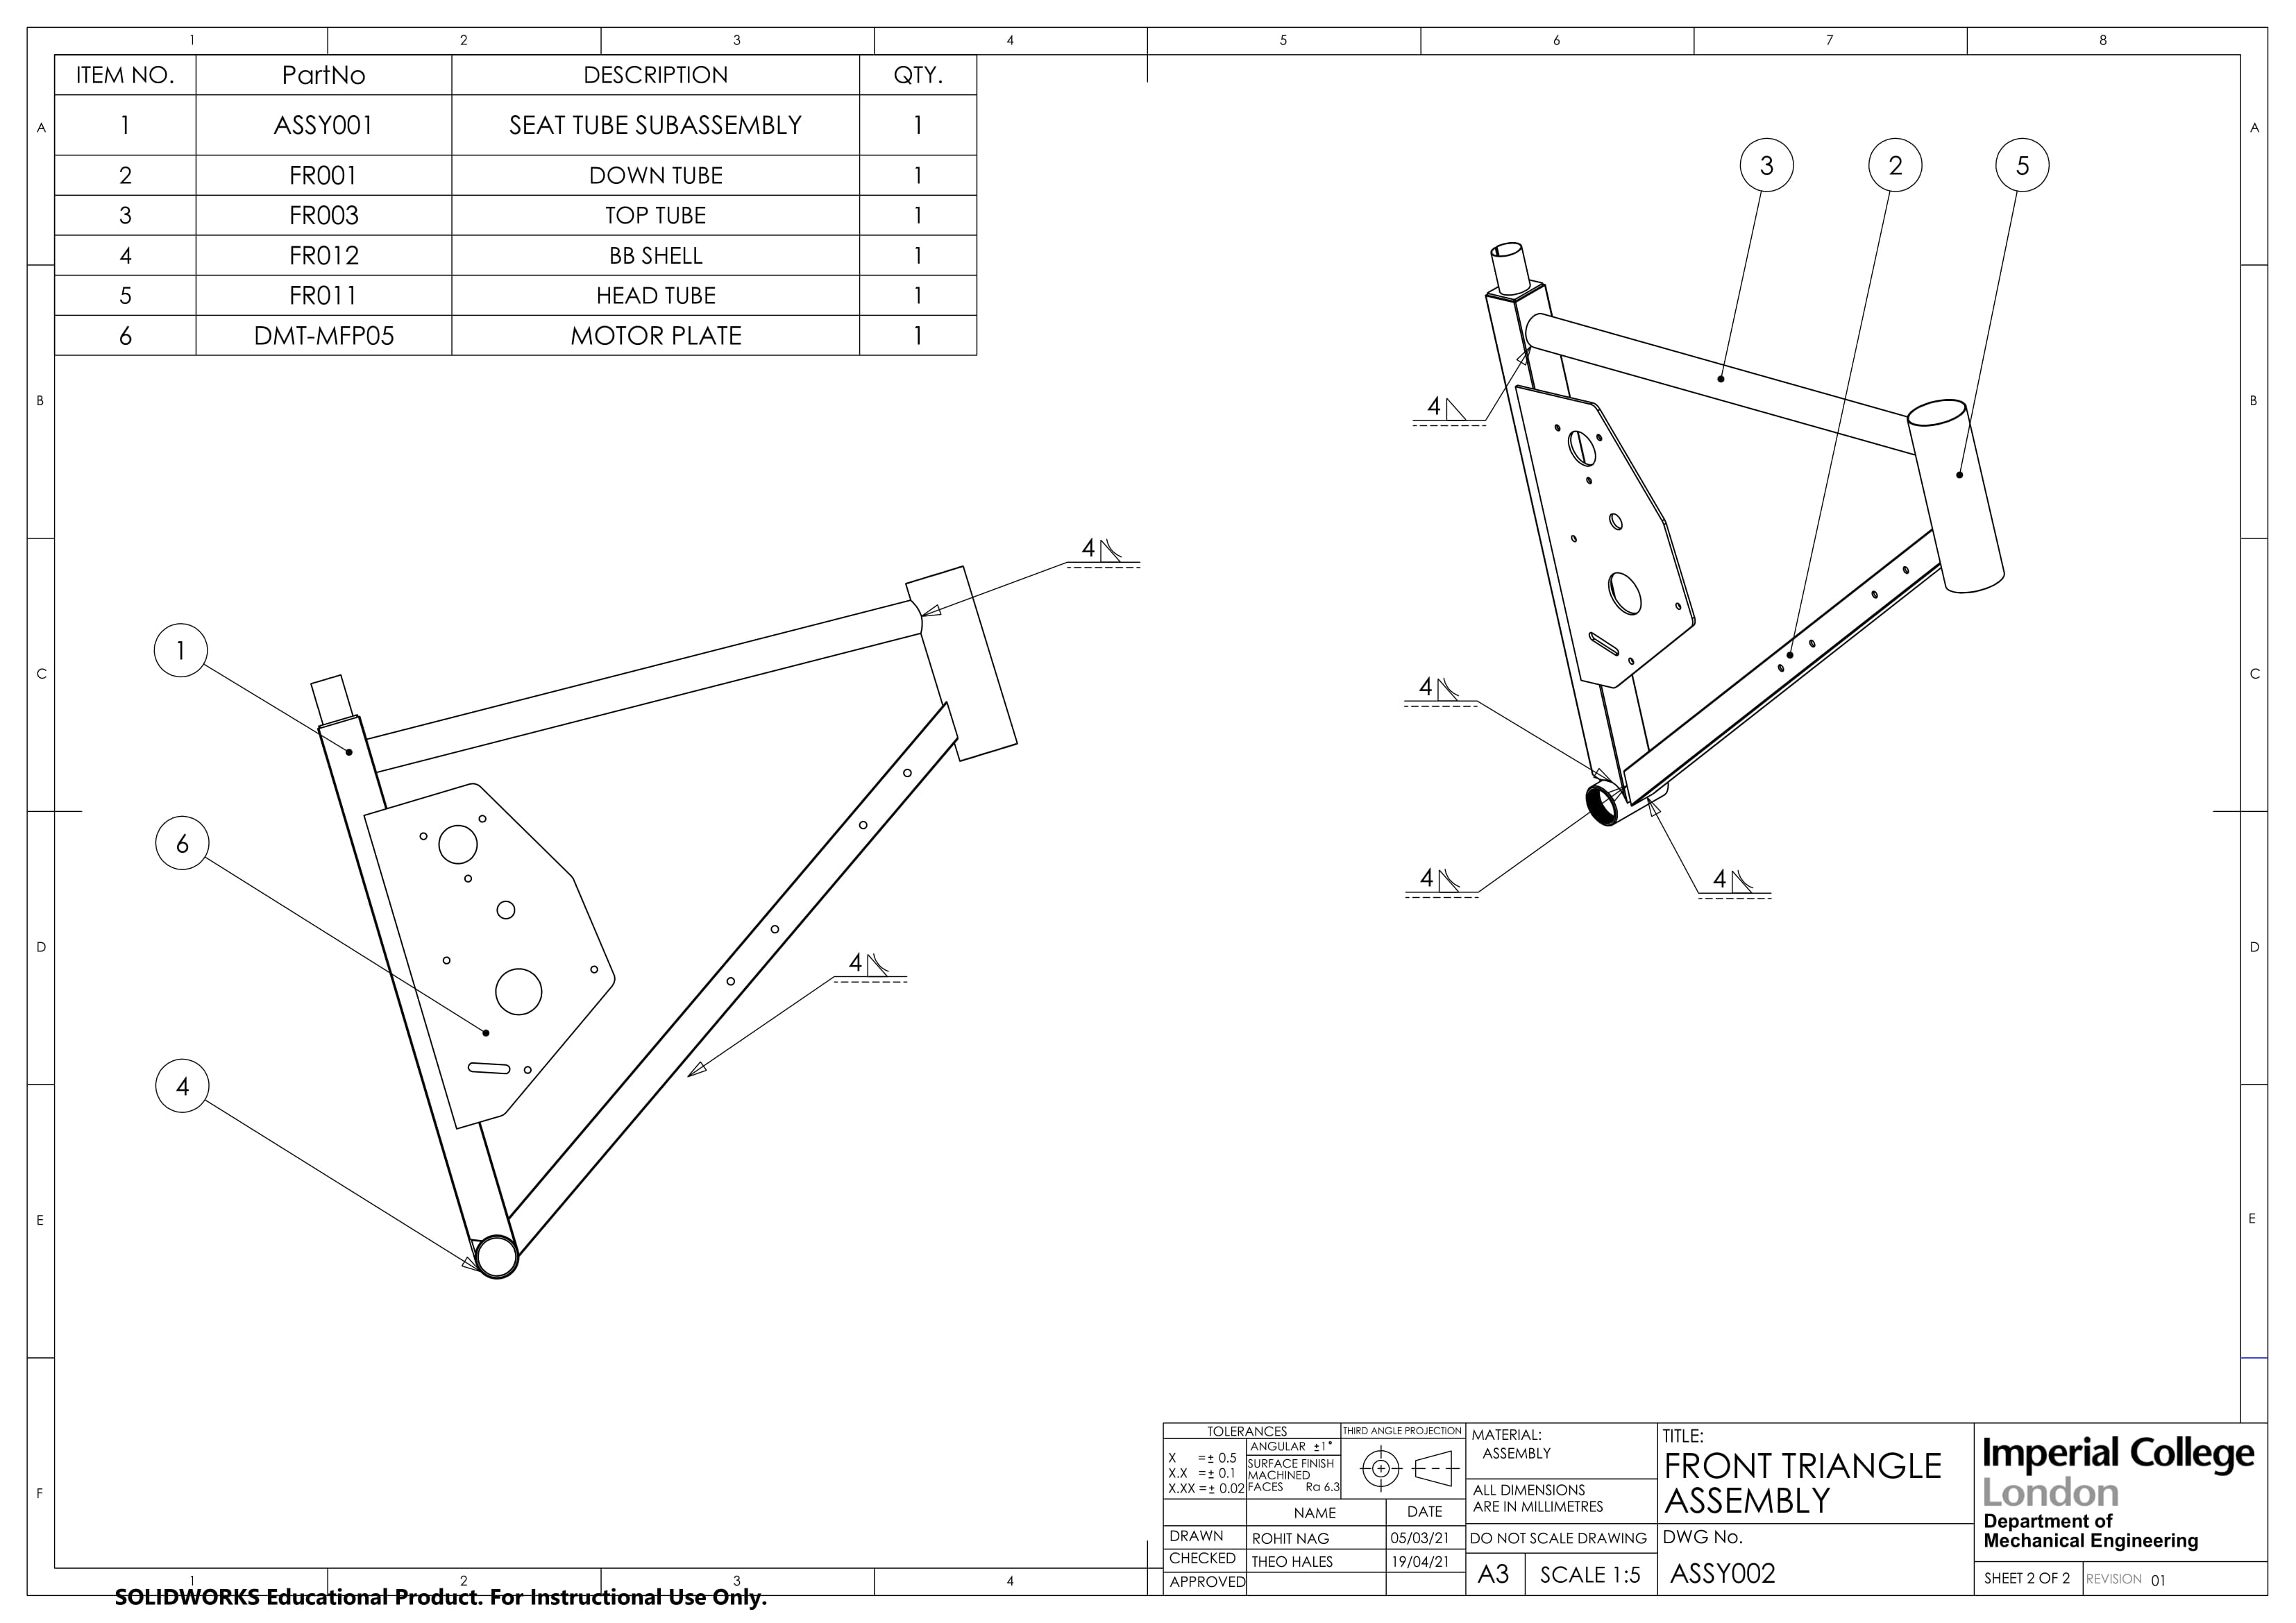 1 2 3 4 5 6 7 8
ITEM NO. PartNo DESCRIPTION QTY.
1 ASSY001 SEAT TUBE SUBASSEMBLY 1
2 FR001 DOWN TUBE 1
3 FR003 TOP TUBE 1
4 FR012 BB SHELL 1
5 FR011 HEAD TUBE 1
6 DMT-MFP05 MOTOR PLATE 1
A A
3 2 5
B B
4
4
1
C C
4
6
4 4
D D
4
4
E E
F
TOLERANCES
X =± 0.5
X.X =± 0.1
X.XX =± 0.02
ANGULAR ±1°
SURFACE FINISH
MACHINED
FACES Ra 6.3
THIRD ANGLE PROJECTION
NAME DATE
DRAWN ROHIT NAG 05/03/21
CHECKED THEO HALES 19/04/21
APPROVED
MATERIAL:
ASSEMBLY
ALL DIMENSIONS
ARE IN MILLIMETRES
DO NOT SCALE DRAWING
A3 SCALE 1:5
TITLE:
FRONT TRIANGLE
ASSEMBLY
DWG No.
ASSY002
Imperial College
London
Department of
Mechanical Engineering
SHEET 2 OF 2 REVISION 01
1 2 3 4
SOLIDWORKS Educational Product. For Instructional Use Only.